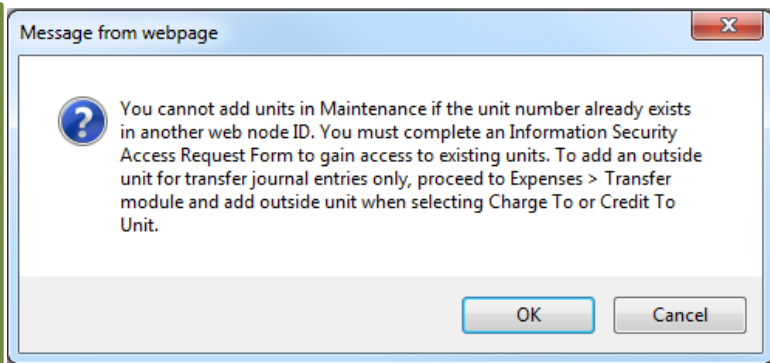 Message from webpage
You cannot add units in Maintenance if the unit number already exists
in another web node ID. You must complete an Information Security
Access Request Form to gain access to existing units. To add an outside
unit for transfer journal entries only, proceed to Expenses > Transfer
module and add outside unit when selecting Charge To or Credit To
Unit.
OK
Cancel